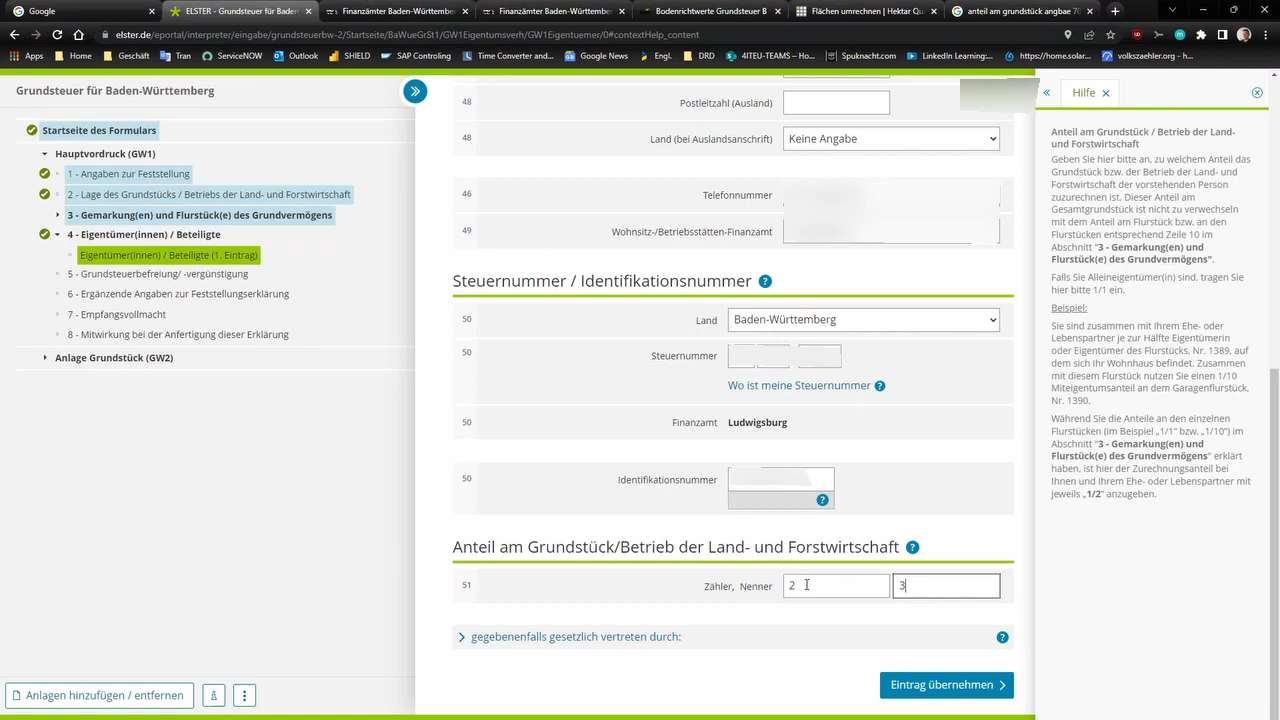 Google
ELSTER - Grundsteuer für Baden
Finanzämter Baden-Württember
Finanzämter Baden-Württember
Bodenrichtwerte Grundsteuer B
Flächen umrechnen | Hektar Qu
anteil am grundstück angbae 70
elster.de/eportal/interpreter/eingabe/grundsteuerbw-2/Startseite/BaWueGrSt1/GW1Eigentumsverh/GW1Eigentuemer/0#contextHelp_content
Apps
Home
Geschäft
Tran
ServiceNOW
Outlook
SHIELD
SAP Controling
Time Converter and...
Google News
Engl.
DRD
4ITEU-TEAMS – Ho...
Spuknacht.com
LinkedIn Learning:...
https://home.solar...
volkszaehler.org - h...
Grundsteuer für Baden-Württemberg
Startseite des Formulars
Hauptvordruck (GW1)
1 - Angaben zur Feststellung
2 - Lage des Grundstücks / Betriebs der Land- und Forstwirtschaft
3 - Gemarkung(en) und Flurstück(e) des Grundvermögens
4 - Eigentümer(innen) / Beteiligte
Eigentümer(innen) / Beteiligte (1. Eintrag)
5 - Grundsteuerbefreiung/ -vergünstigung
6 - Ergänzende Angaben zur Feststellungserklärung
7 - Empfangsvollmacht
8 - Mitwirkung bei der Anfertigung dieser Erklärung
Anlage Grundstück (GW2)
Anlagen hinzufügen / entfernen
48 Postleitzahl (Ausland)
48 Land (bei Auslandsanschrift) Keine Angabe
46 Telefonnummer
49 Wohnsitz-/Betriebsstätten-Finanzamt
Steuernummer / Identifikationsnummer ?
50 Land Baden-Württemberg
50 Steuernummer
Wo ist meine Steuernummer ?
50 Finanzamt Ludwigsburg
50 Identifikationsnummer
?
Anteil am Grundstück/Betrieb der Land- und Forstwirtschaft ?
51 Zähler, Nenner 2 3
gegebenenfalls gesetzlich vertreten durch: ?
Eintrag übernehmen
« Hilfe
Anteil am Grundstück / Betrieb der Land-
und Forstwirtschaft
Geben Sie hier bitte an, zu welchem Anteil das
Grundstück bzw. der Betrieb der Land- und
Forstwirtschaft der vorstehenden Person
zuzurechnen ist. Dieser Anteil am
Gesamtgrundstück ist nicht zu verwechseln
mit dem Anteil am Flurstück bzw. an den
Flurstücken entsprechend Zeile 10 im
Abschnitt "3 - Gemarkung(en) und
Flurstück(e) des Grundvermögens".
Falls Sie Alleineigentümer(in) sind, tragen Sie
hier bitte 1/1 ein.
Beispiel:
Sie sind zusammen mit Ihrem Ehe- oder
Lebenspartner je zur Hälfte Eigentümerin
oder Eigentümer des Flurstücks, Nr. 1389, auf
dem sich Ihr Wohnhaus befindet. Zusammen
mit diesem Flurstück nutzen Sie einen 1/10
Miteigentumsanteil an dem Garagenflurstück,
Nr. 1390.
Während Sie die Anteile an den einzelnen
Flurstücken (im Beispiel „1/1" bzw. „1/10") im
Abschnitt "3 - Gemarkung(en) und
Flurstück(e) des Grundvermögens" erklärt
haben, ist hier der Zurechnungsanteil bei
Ihnen und Ihrem Ehe- oder Lebenspartner mit
jeweils „1/2" anzugeben.